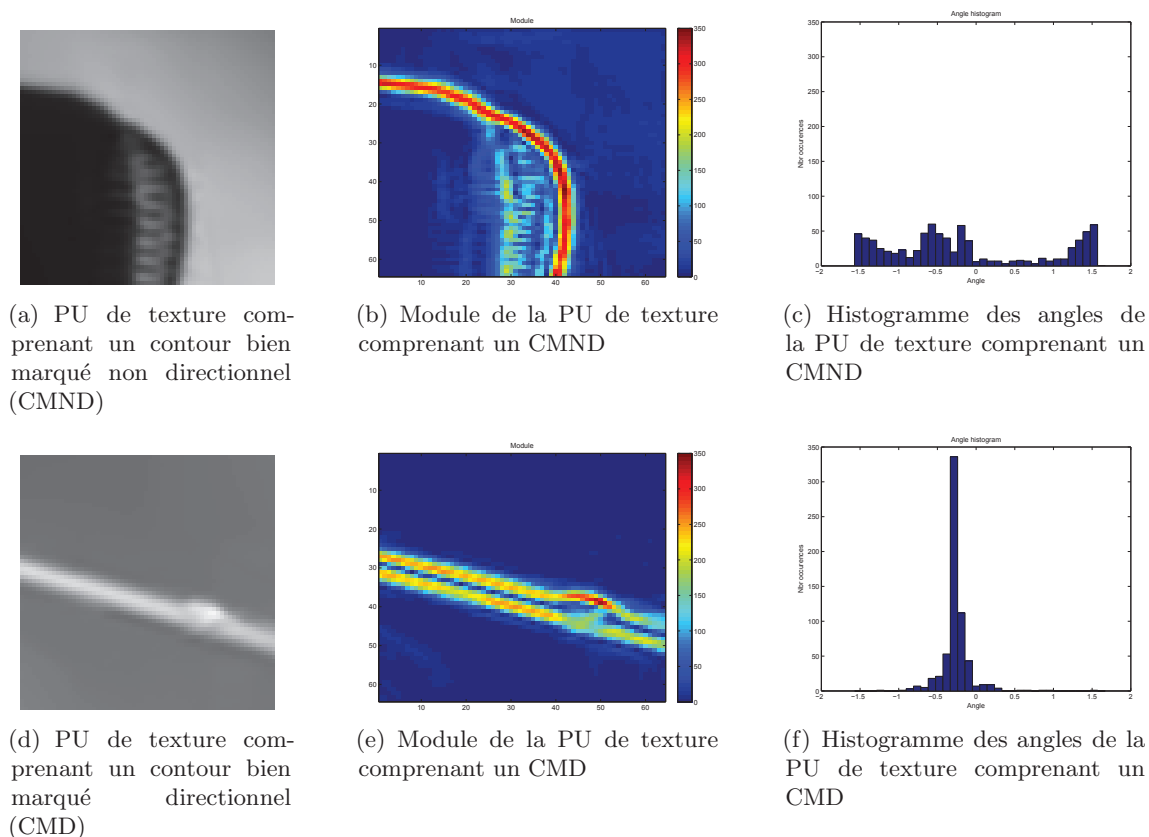 Module
10
20
30
40
50
60
10 20 30 40 50 60
350
300
250
200
150
100
50
0
Angle histogram
350
300
250
200
150
100
50
0
Nbr occurences
−2 −1.5 −1 −0.5 0 0.5 1 1.5 2
Angle
(a) PU de texture com-
prenant un contour bien
marqué non directionnel
(CMND)
(b) Module de la PU de texture
comprenant un CMND
(c) Histogramme des angles de
la PU de texture comprenant un
CMND
Module
10
20
30
40
50
60
10 20 30 40 50 60
350
300
250
200
150
100
50
0
Angle histogram
350
300
250
200
150
100
50
0
Nbr occurences
−2 −1.5 −1 −0.5 0 0.5 1 1.5 2
Angle
(d) PU de texture com-
prenant un contour bien
marqué directionnel
(CMD)
(e) Module de la PU de texture
comprenant un CMD
(f) Histogramme des angles de la
PU de texture comprenant un
CMD